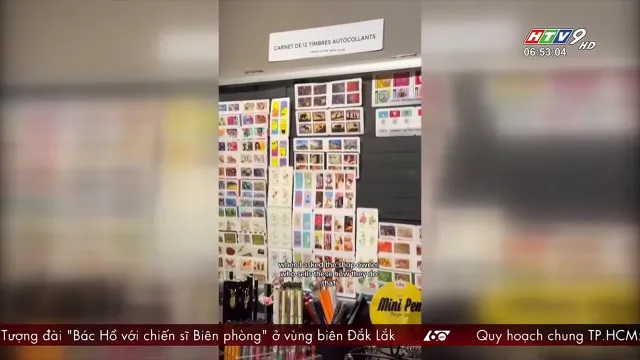 CARNET DE 12 TIMBRES AUTOCOLLANTS
HTV9 HD
06:53:04
when I asked the shop owner
who sells these how they do
that
Mini Pen
Tượng đài "Bác Hồ với chiến sĩ Biên phòng" ở vùng biên Đắk Lắk
60
Quy hoạch chung TP.HCM